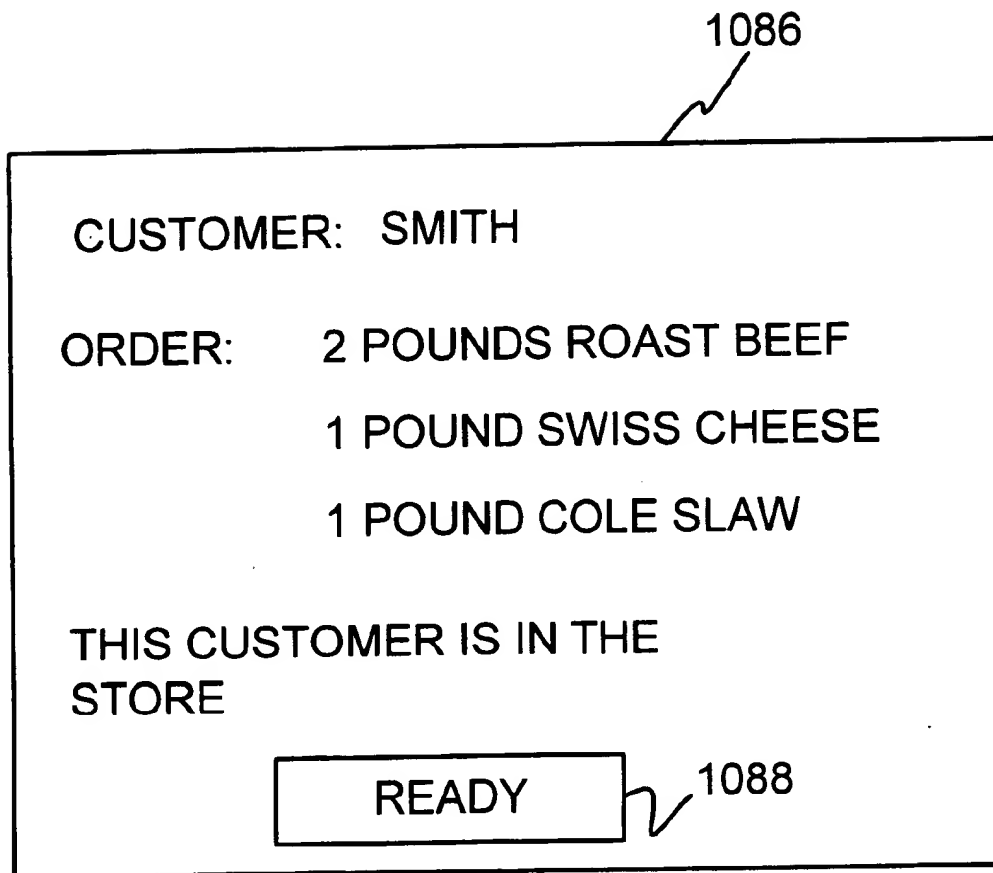 1086
CUSTOMER: SMITH
ORDER: 2 POUNDS ROAST BEEF
1 POUND SWISS CHEESE
1 POUND COLE SLAW
THIS CUSTOMER IS IN THE
STORE
READY 1088